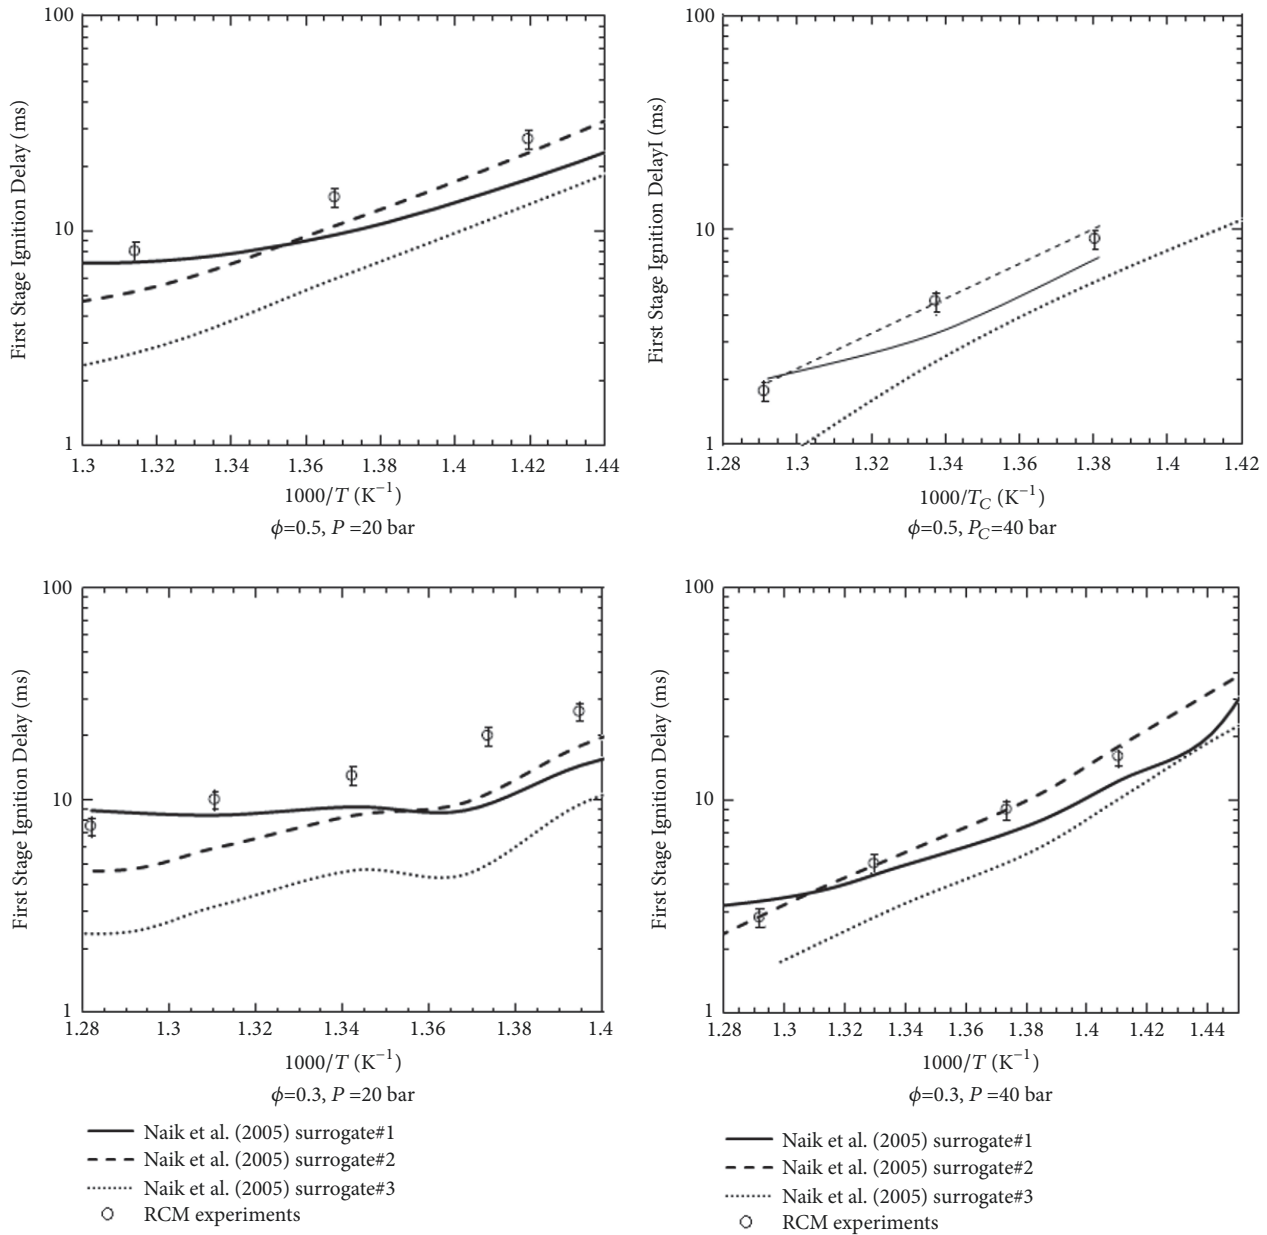 First Stage Ignition Delay (ms)
100
10
1
1.3 1.32 1.34 1.36 1.38 1.4 1.42 1.44
1000/T (K⁻¹)
ϕ=0.5, P =20 bar
First Stage Ignition DelayI (ms)
100
10
1
1.28 1.3 1.32 1.34 1.36 1.38 1.4 1.42
1000/T_C (K⁻¹)
ϕ=0.5, P_C=40 bar
First Stage Ignition Delay (ms)
100
10
1
1.28 1.3 1.34 1.36 1.38 1.4
1000/T (K⁻¹)
ϕ=0.3, P =20 bar
First Stage Ignition Delay (ms)
100
10
1
1.28 1.3 1.32 1.34 1.36 1.38 1.4 1.42 1.44
1000/T (K⁻¹)
ϕ=0.3, P =40 bar
Naik et al. (2005) surrogate#1
Naik et al. (2005) surrogate#2
Naik et al. (2005) surrogate#3
RCM experiments
Naik et al. (2005) surrogate#1
Naik et al. (2005) surrogate#2
Naik et al. (2005) surrogate#3
RCM experiments